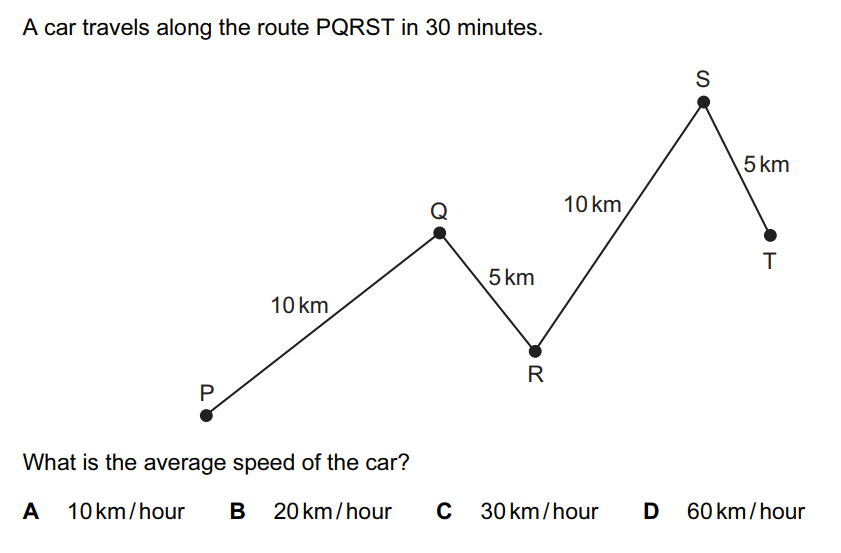 A car travels along the route PQRST in 30 minutes.
S
5 km
10 km
Q
T
5 km
10 km
R
P
What is the average speed of the car?
A 10 km / hour B 20 km / hour C 30 km / hour D 60 km / hour